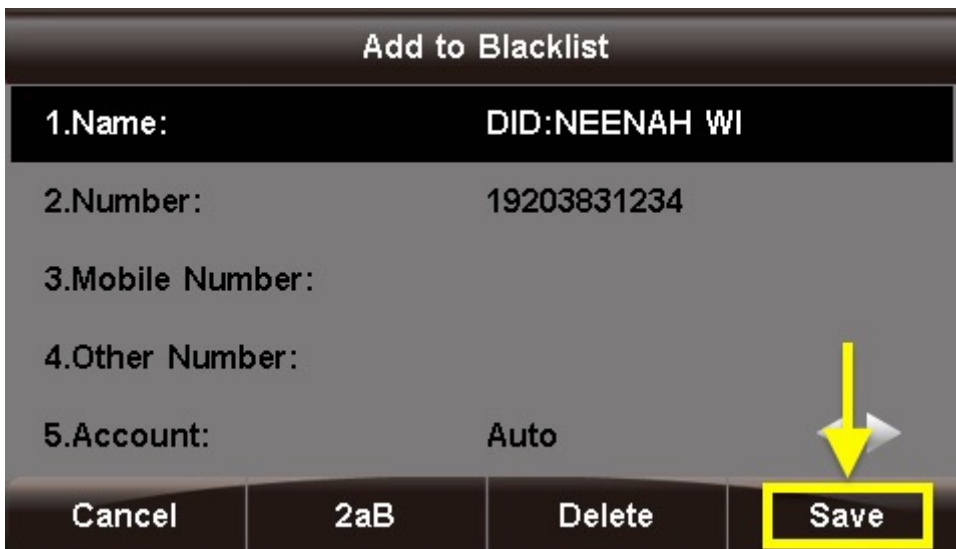 Add to Blacklist
1.Name: DID:NEENAH WI
2.Number: 19203831234
3.Mobile Number:
4.Other Number:
5.Account: Auto
Cancel 2aB Delete Save